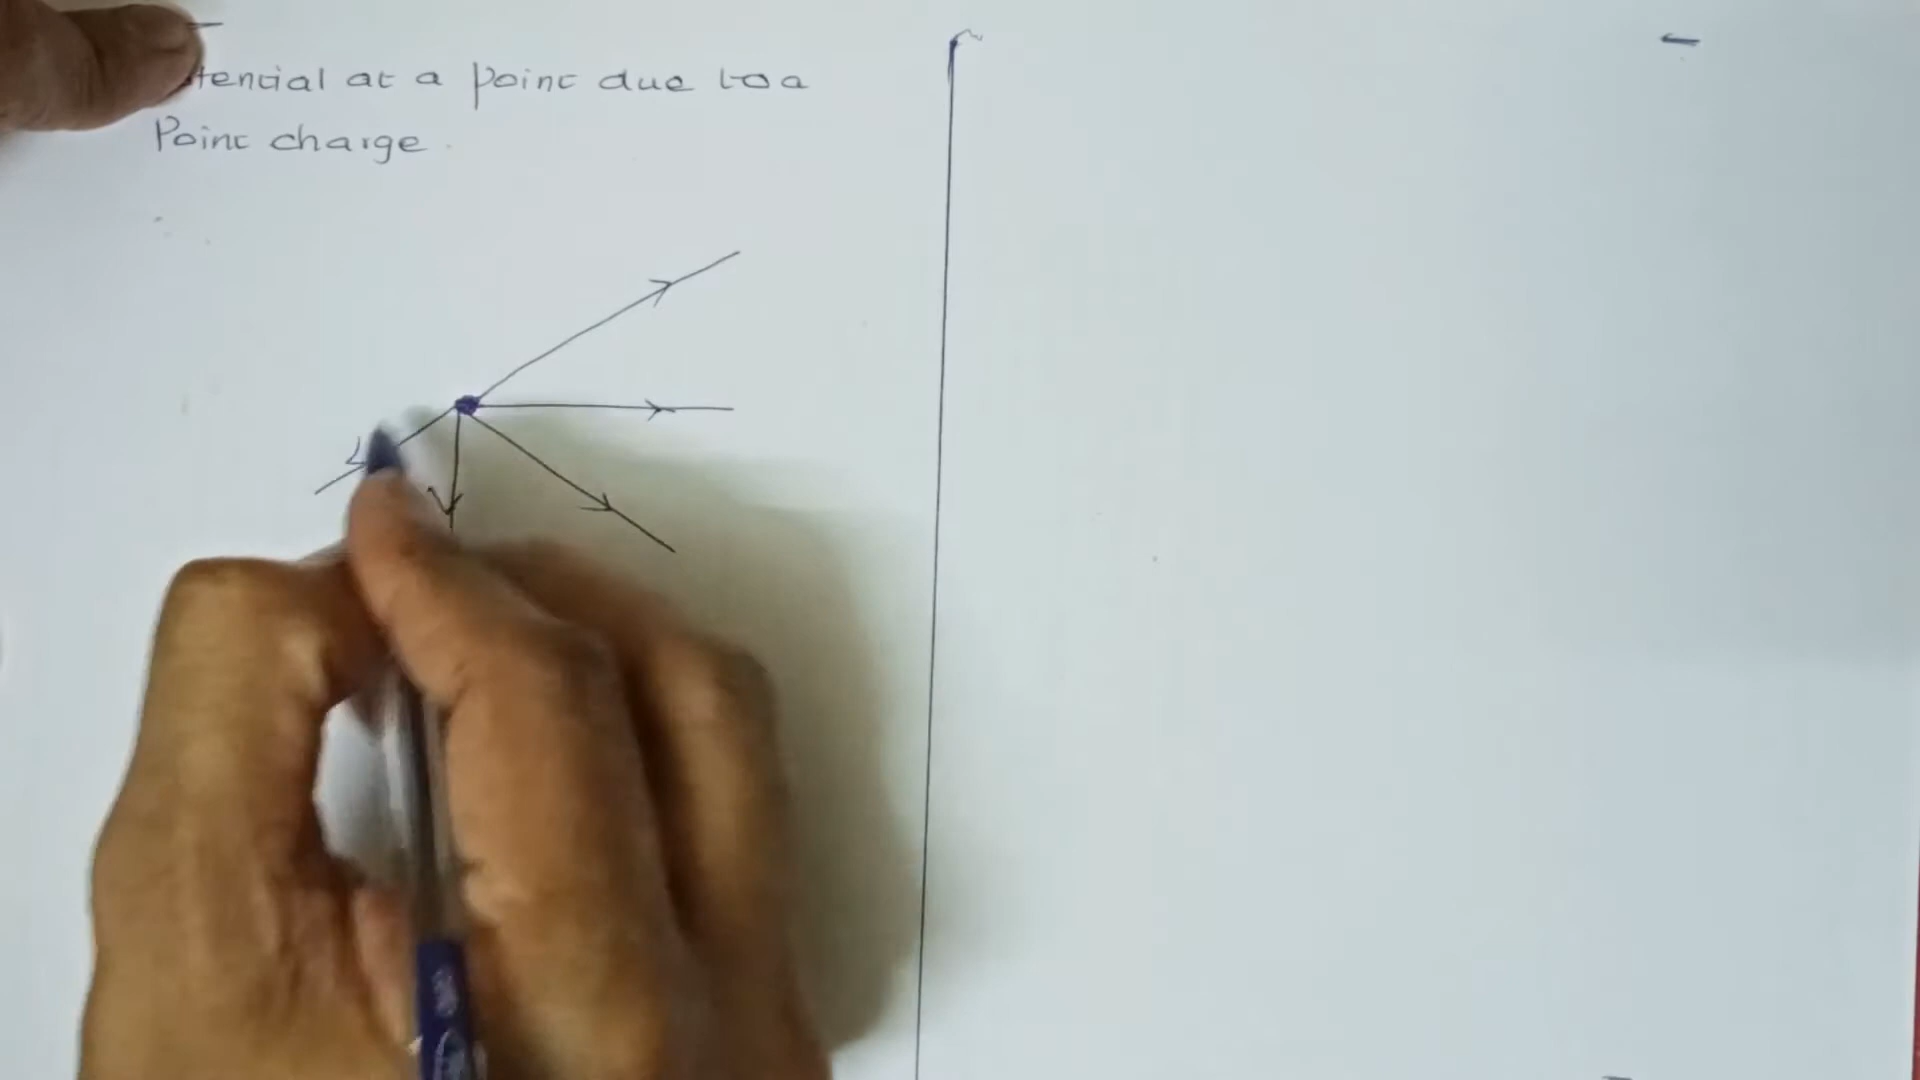 tential at a point due to a
Point charge